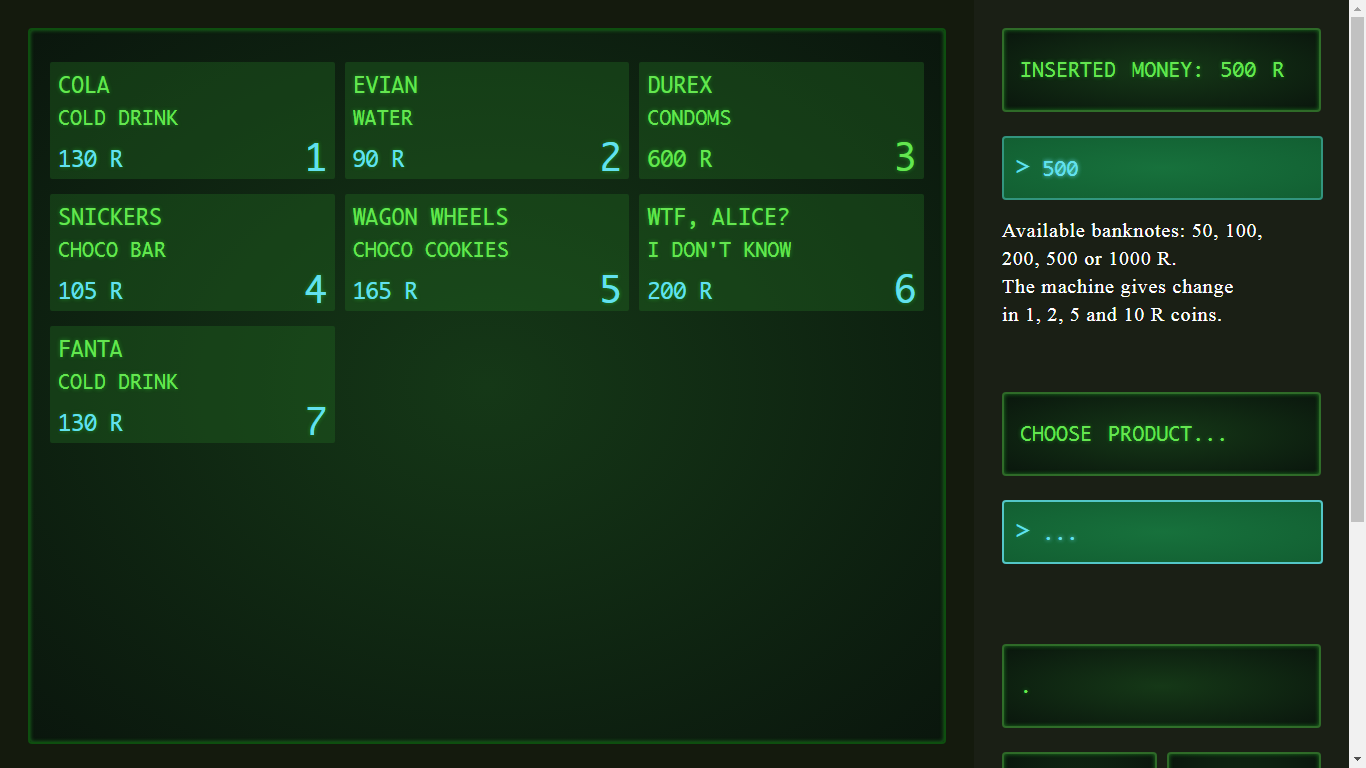 COLA
COLD DRINK
130 R
1
EVIAN
WATER
90 R
2
DUREX
CONDOMS
600 R
3
SNICKERS
CHOCO BAR
105 R
4
WAGON WHEELS
CHOCO COOKIES
165 R
5
WTF, ALICE?
I DON'T KNOW
200 R
6
FANTA
COLD DRINK
130 R
7
INSERTED MONEY: 500 R
> 500
Available banknotes: 50, 100,
200, 500 or 1000 R.
The machine gives change
in 1, 2, 5 and 10 R coins.
CHOOSE PRODUCT...
> ...
.